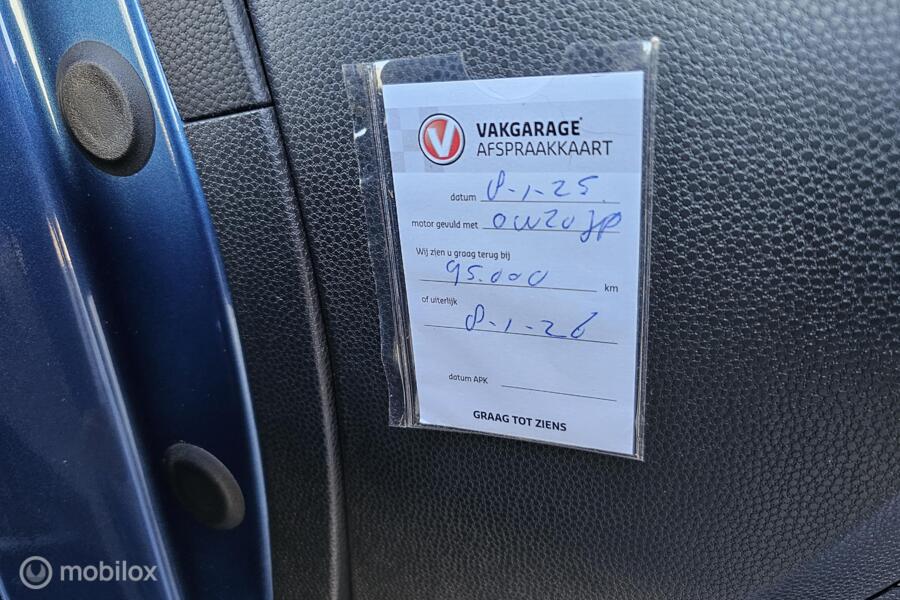 VAKGARAGE
AFSPRAAKKAART
datum 8-1-25.
motor gevuld met 0W20 JP
Wij zien u graag terug bij
95.000 km
of uiterlijk
8-1-26
datum APK
GRAAG TOT ZIENS
mobilox